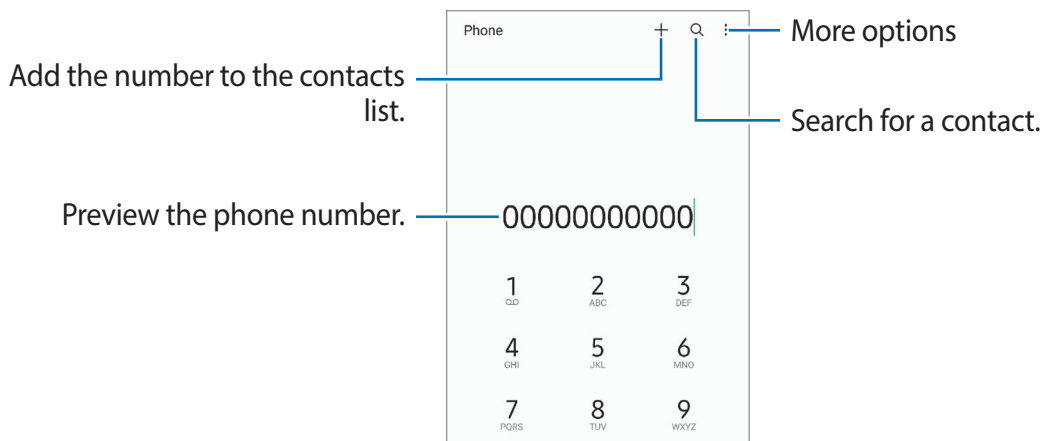 Phone
More options
Add the number to the contacts
list.
Search for a contact.
Preview the phone number.
00000000000
1 2 3
ABC DEF
4 5 6
GHI JKL MNO
7 8 9
PQRS TUV WXYZ